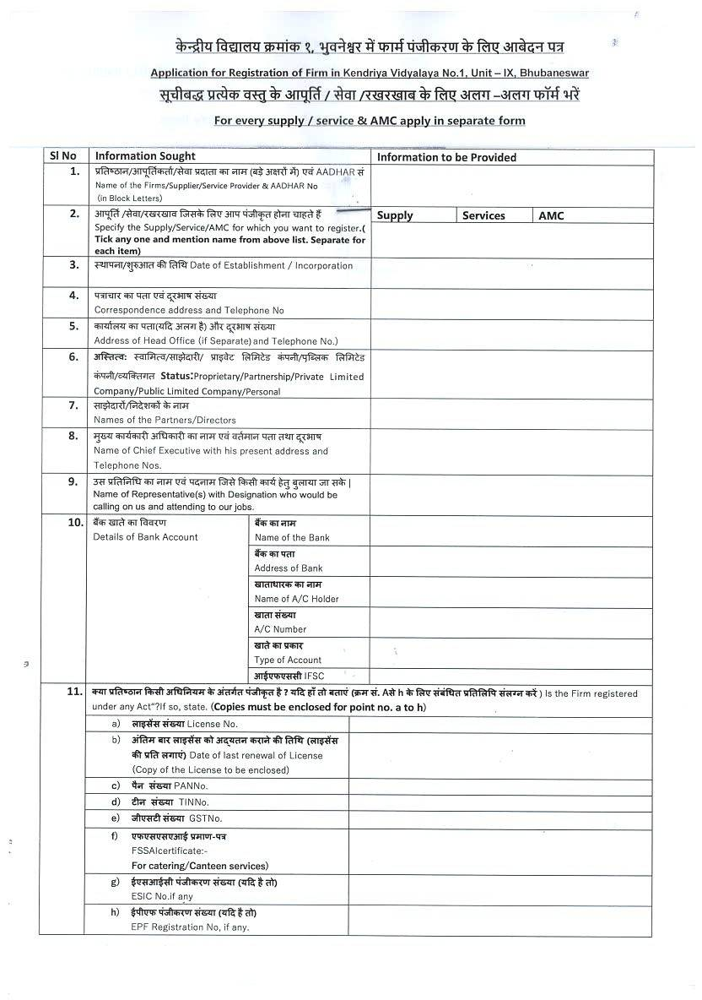 केन्द्रीय विद्यालय क्रमांक १, भुवनेश्वर में फार्म पंजीकरण के लिए आबेदन पत्र
Application for Registration of Firm in Kendriya Vidyalaya No.1, Unit – IX, Bhubaneswar
सूचीबद्ध प्रत्येक वस्तु के आपूर्ति / सेवा /रखरखाब के लिए अलग –अलग फॉर्म भरें
For every supply / service & AMC apply in separate form
Sl No Information Sought Information to be Provided
1. प्रतिष्ठान/आपूर्तिकर्ता/सेवा प्रदाता का नाम (बड़े अक्षरों में) एवं AADHAR सं
Name of the Firms/Supplier/Service Provider & AADHAR No
(in Block Letters)
2. आपूर्ति /सेवा/रखरखाव जिसके लिए आप पंजीकृत होना चाहते हैं Supply Services AMC
Specify the Supply/Service/AMC for which you want to register.(
Tick any one and mention name from above list. Separate for
each item)
3. स्थापना/शुरुआत की तिथि Date of Establishment / Incorporation
4. पत्राचार का पता एवं दूरभाष संख्या
Correspondence address and Telephone No
5. कार्यालय का पता(यदि अलग है) और दूरभाष संख्या
Address of Head Office (if Separate) and Telephone No.)
6. अस्तित्व: स्वामित्व/साझेदारी/ प्राइवेट लिमिटेड कंपनी/पब्लिक लिमिटेड
कंपनी/व्यक्तिगत Status:Proprietary/Partnership/Private Limited
Company/Public Limited Company/Personal
7. साझेदारों/निदेशकों के नाम
Names of the Partners/Directors
8. मुख्य कार्यकारी अधिकारी का नाम एवं वर्तमान पता तथा दूरभाष
Name of Chief Executive with his present address and
Telephone Nos.
9. उस प्रतिनिधि का नाम एवं पदनाम जिसे किसी कार्य हेतु बुलाया जा सके |
Name of Representative(s) with Designation who would be
calling on us and attending to our jobs.
10. बैंक खाते का विवरण बैंक का नाम
Details of Bank Account Name of the Bank
बैंक का पता
Address of Bank
खाताधारक का नाम
Name of A/C Holder
खाता संख्या
A/C Number
खाते का प्रकार
Type of Account
आईएफएससी IFSC
11. क्या प्रतिष्ठान किसी अधिनियम के अंतर्गत पंजीकृत है ? यदि हाँ तो बताएं (क्रम सं. Aसे h के लिए संबंधित प्रतिलिपि संलग्न करें ) Is the Firm registered
under any Act"?If so, state. (Copies must be enclosed for point no. a to h)
a) लाइसेंस संख्या License No.
b) अंतिम बार लाइसेंस को अद्यतन कराने की तिथि (लाइसेंस
की प्रति लगाएं) Date of last renewal of License
(Copy of the License to be enclosed)
c) पैन संख्या PANNo.
d) टीन संख्या TINNo.
e) जीएसटी संख्या GSTNo.
f) एफएसएसएआई प्रमाण-पत्र
FSSAIcertificate:-
For catering/Canteen services)
g) ईएसआईसी पंजीकरण संख्या (यदि है तो)
ESIC No.if any
h) ईपीएफ पंजीकरण संख्या (यदि है तो)
EPF Registration No, if any.